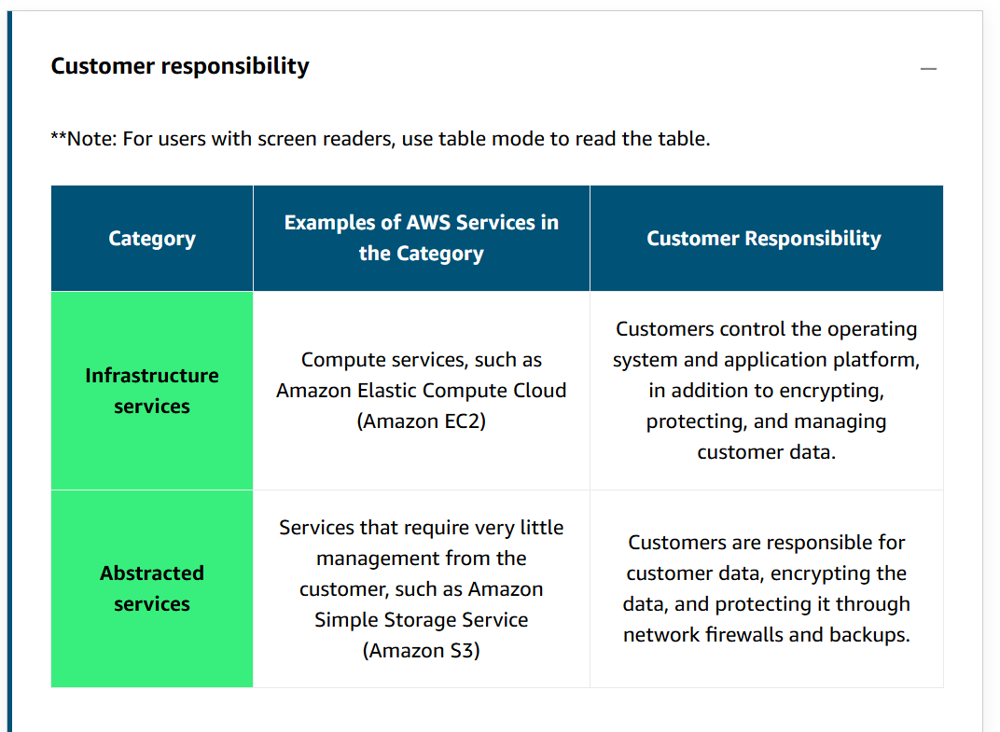 Customer responsibility
**Note: For users with screen readers, use table mode to read the table.
Category
Examples of AWS Services in
the Category
Customer Responsibility
Infrastructure
services
Compute services, such as
Amazon Elastic Compute Cloud
(Amazon EC2)
Customers control the operating
system and application platform,
in addition to encrypting,
protecting, and managing
customer data.
Abstracted
services
Services that require very little
management from the
customer, such as Amazon
Simple Storage Service
(Amazon S3)
Customers are responsible for
customer data, encrypting the
data, and protecting it through
network firewalls and backups.